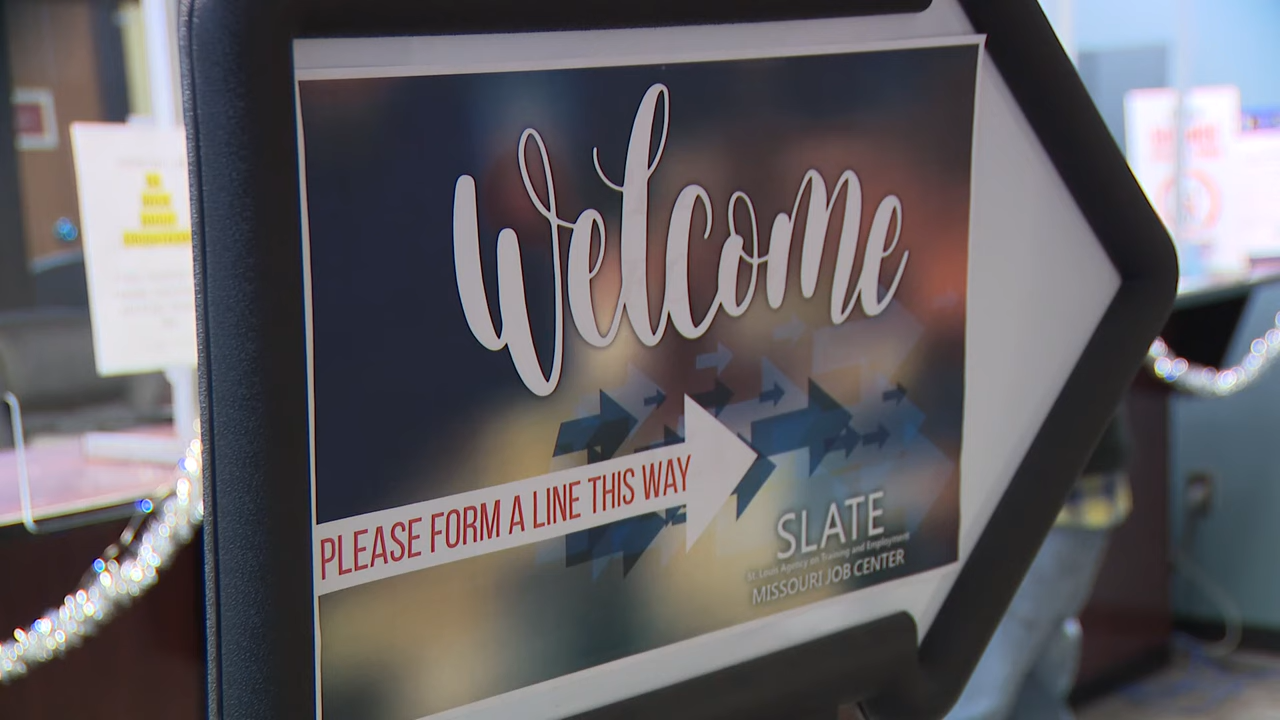 Welcome
PLEASE FORM A LINE THIS WAY
SLATE
St. Louis Agency on Training and Employment
MISSOURI JOB CENTER